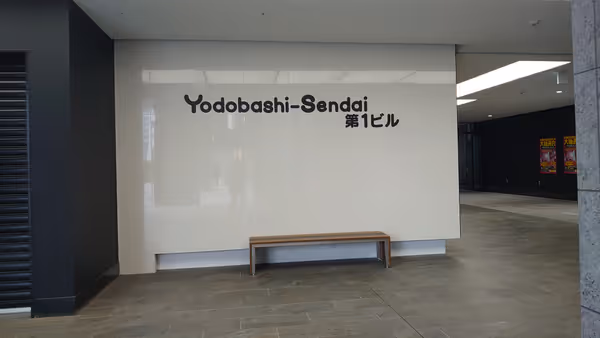 Yodobashi-Sendai
第1ビル